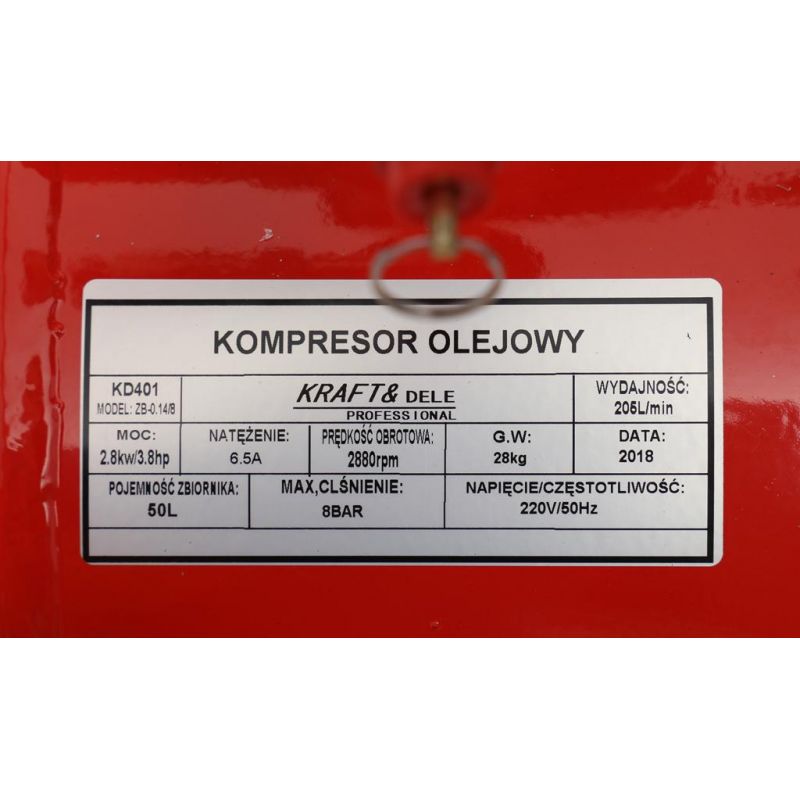 KOMPRESOR OLEJOWY
KD401
MODEL: ZB-0.14/8
KRAFT& DELE
PROFESSIONAL
WYDAJNOŚĆ:
205L/min
MOC:
2.8kw/3.8hp
NATĘŻENIE:
6.5A
PRĘDKOŚĆ OBROTOWA:
2880rpm
G.W:
28kg
DATA:
2018
POJEMNOŚĆ ZBIORNIKA:
50L
MAX,CLŚNIENIE:
8BAR
NAPIĘCIE/CZĘSTOTLIWOŚĆ:
220V/50Hz